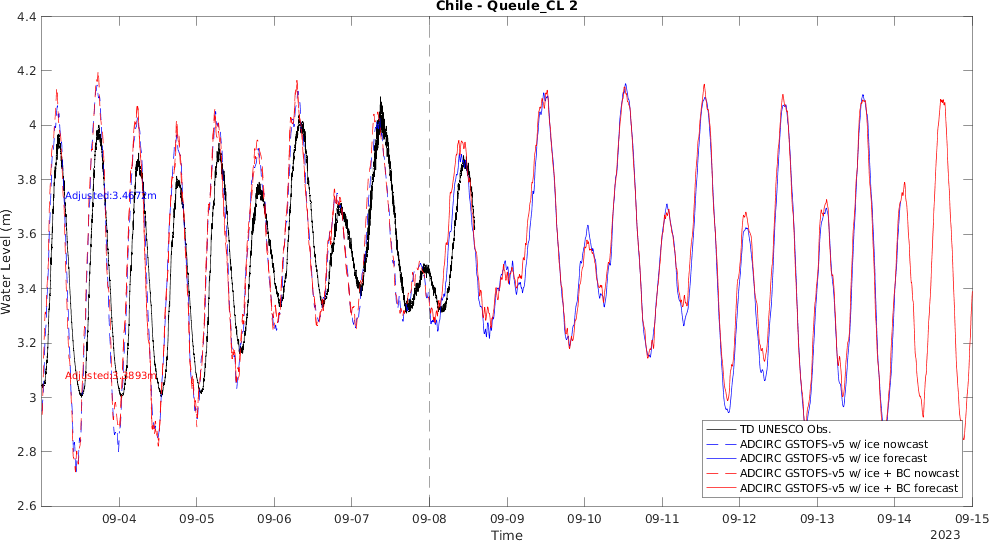 Chile - Queule_CL 2
4.4
4.2
4
3.8
3.6
3.4
3.2
3
2.8
2.6
Water Level (m)
Adjusted:3.4672m
TD UNESCO Obs.
ADCIRC GSTOFS-v5 w/ ice nowcast
ADCIRC GSTOFS-v5 w/ ice forecast
ADCIRC GSTOFS-v5 w/ ice + BC nowcast
ADCIRC GSTOFS-v5 w/ ice + BC forecast
09-04 09-05 09-06 09-07 09-08 09-09 09-10 09-11 09-12 09-13 09-14 09-15
Time
2023